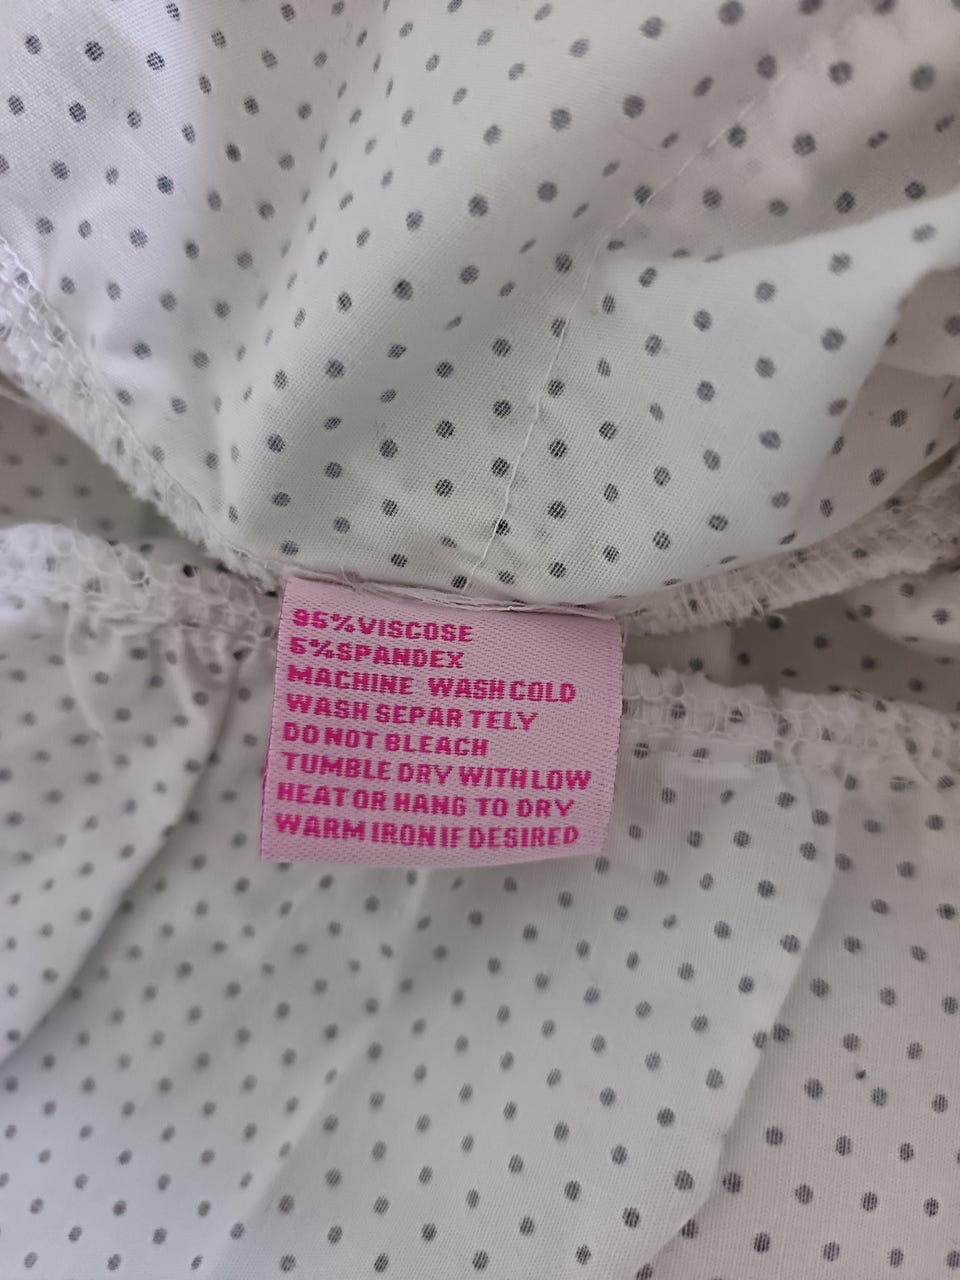 95%VISCOSE
5%SPANDEX
MACHINE WASH COLD
WASH SEPAR TELY
DO NOT BLEACH
TUMBLE DRY WITH LOW
HEAT OR HANG TO DRY
WARM IRON IF DESIRED